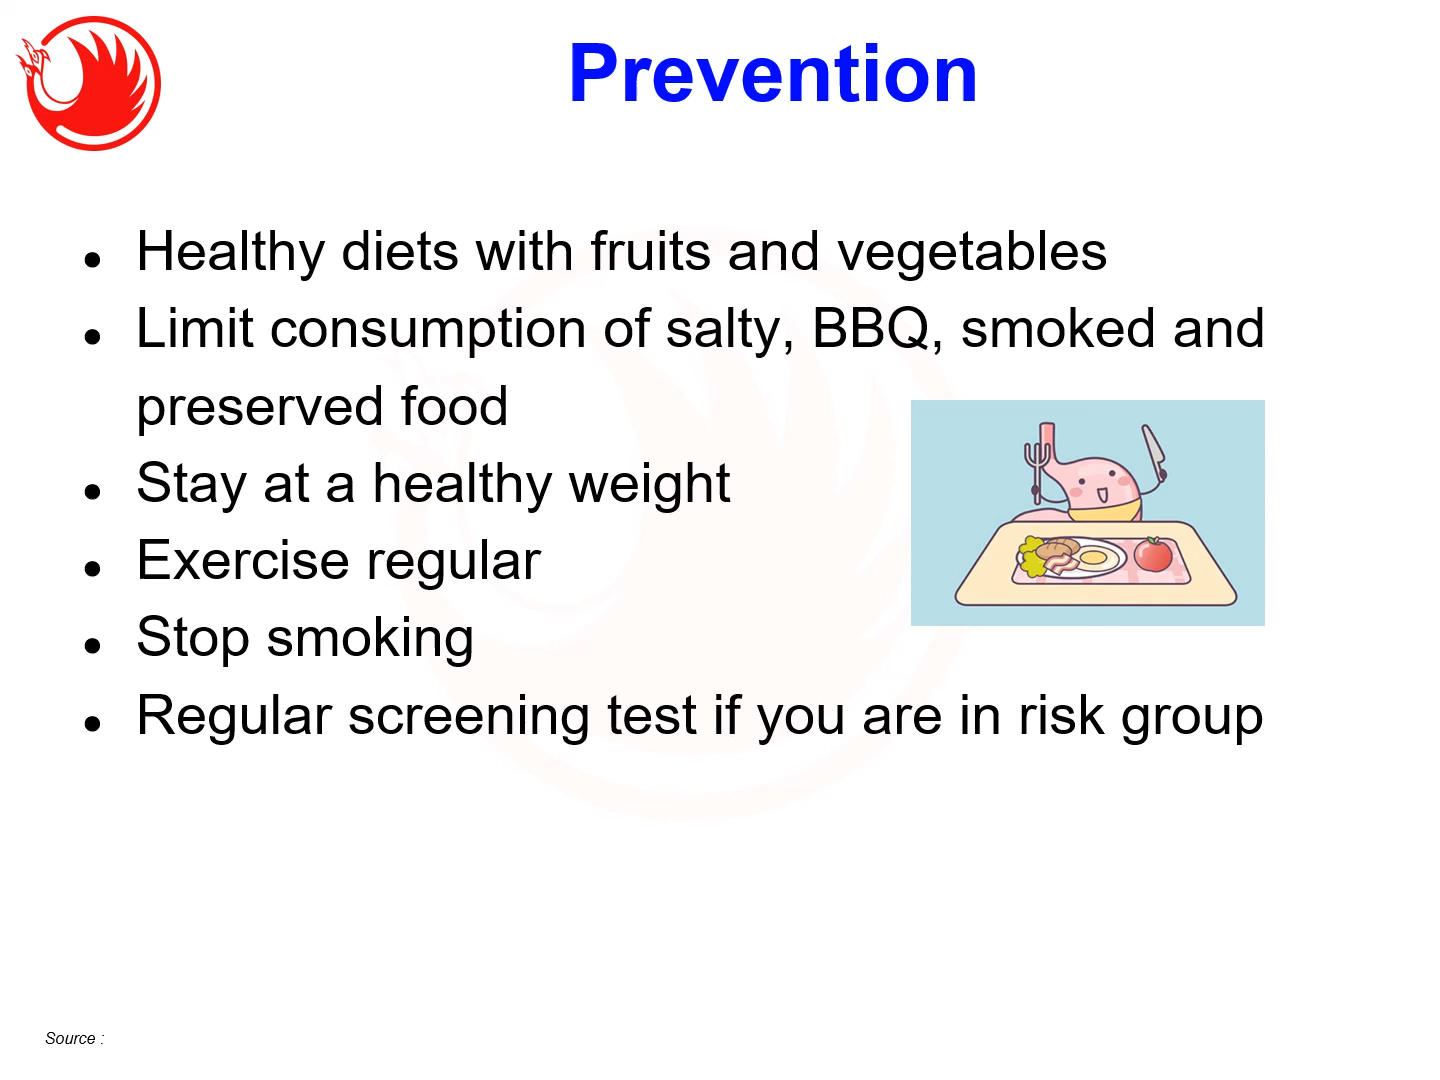 Prevention
● Healthy diets with fruits and vegetables
● Limit consumption of salty, BBQ, smoked and
preserved food
● Stay at a healthy weight
● Exercise regular
● Stop smoking
● Regular screening test if you are in risk group
Source :